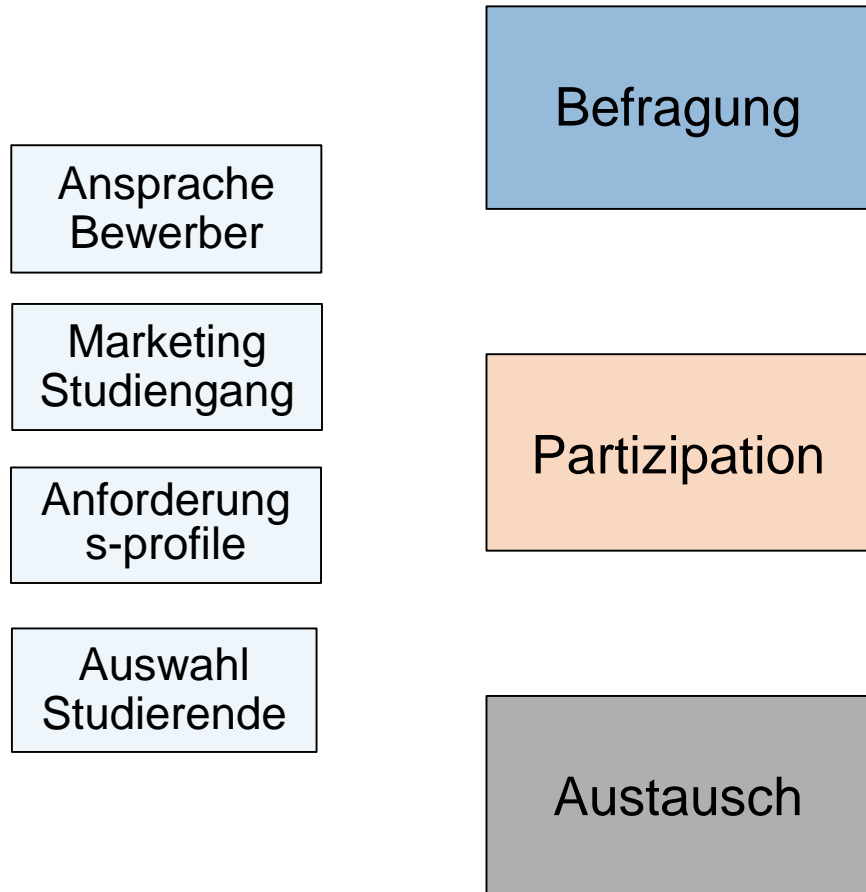 Ansprache
Bewerber
Marketing
Studiengang
Anforderung
s-profile
Auswahl
Studierende
Befragung
Partizipation
Austausch